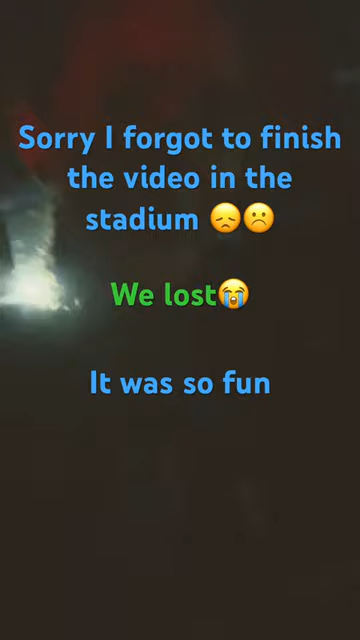 Sorry I forgot to finish
the video in the
stadium 😞☹️
We lost😭
It was so fun